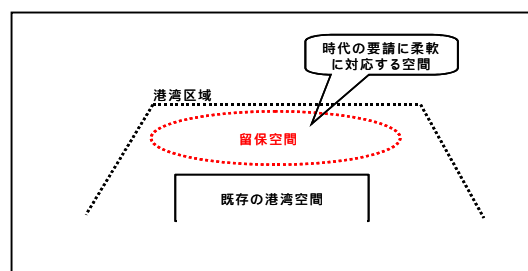 時代の要請に柔軟
に対応する空間
港湾区域
留保空間
既存の港湾空間